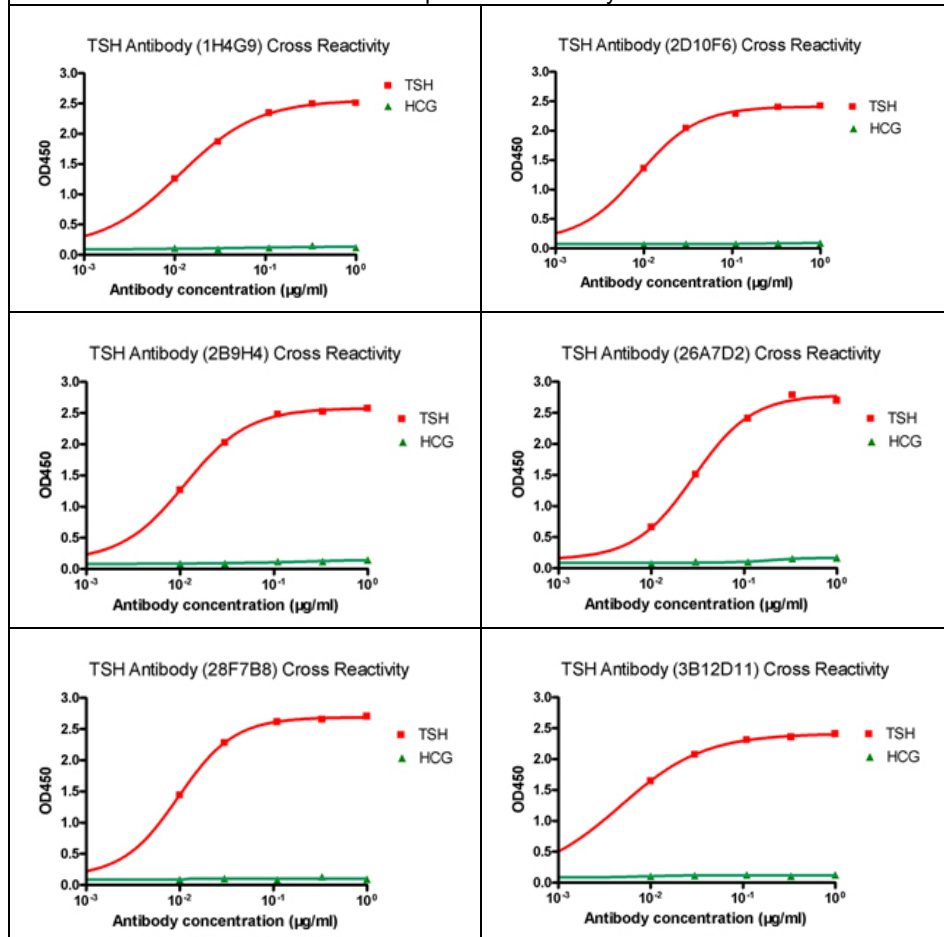 TSH Antibody (1H4G9) Cross Reactivity
3.0
2.5
2.0
1.5
1.0
0.5
0.0
OD450
10⁻³ 10⁻² 10⁻¹ 10⁰
Antibody concentration (µg/ml)
TSH
HCG
TSH Antibody (2D10F6) Cross Reactivity
3.0
2.5
2.0
1.5
1.0
0.5
0.0
OD450
10⁻³ 10⁻² 10⁻¹ 10⁰
Antibody concentration (µg/ml)
TSH
HCG
TSH Antibody (2B9H4) Cross Reactivity
3.0
2.5
2.0
1.5
1.0
0.5
0.0
OD450
10⁻³ 10⁻² 10⁻¹ 10⁰
Antibody concentration (µg/ml)
TSH
HCG
TSH Antibody (26A7D2) Cross Reactivity
3.0
2.5
2.0
1.5
1.0
0.5
0.0
OD450
10⁻³ 10⁻² 10⁻¹ 10⁰
Antibody concentration (µg/ml)
TSH
HCG
TSH Antibody (28F7B8) Cross Reactivity
3.0
2.5
2.0
1.5
1.0
0.5
0.0
OD450
10⁻³ 10⁻² 10⁻¹ 10⁰
Antibody concentration (µg/ml)
TSH
HCG
TSH Antibody (3B12D11) Cross Reactivity
3.0
2.5
2.0
1.5
1.0
0.5
0.0
OD450
10⁻³ 10⁻² 10⁻¹ 10⁰
Antibody concentration (µg/ml)
TSH
HCG